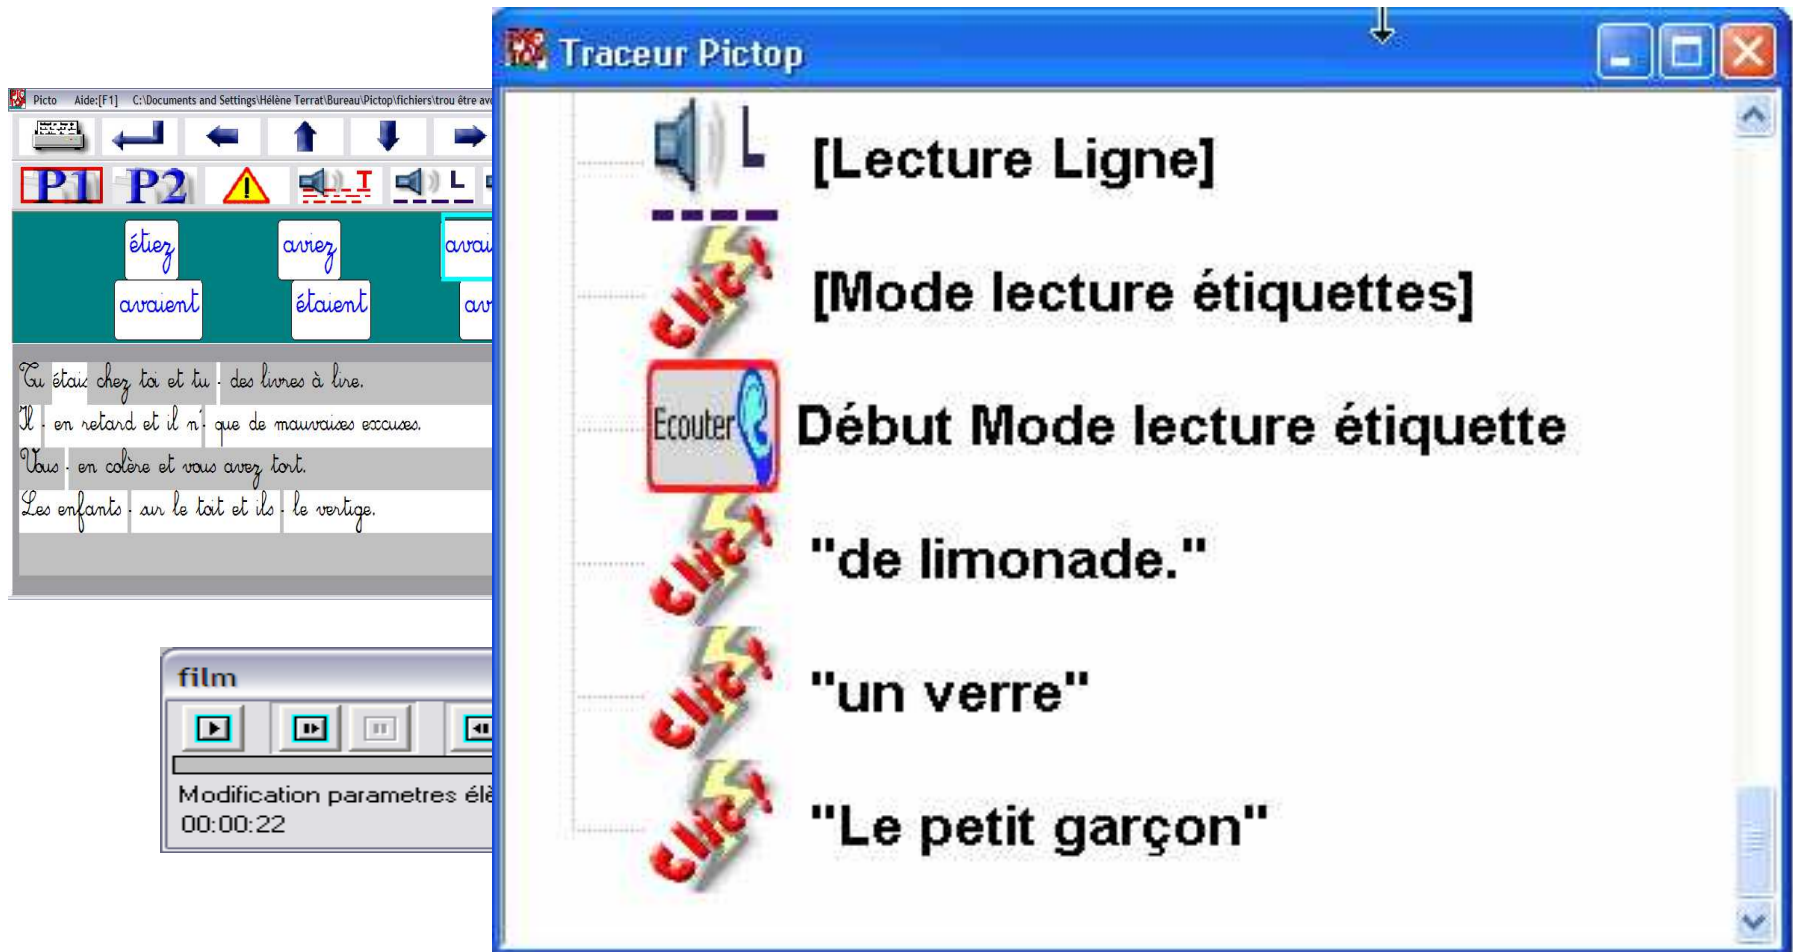 Picto Aide:[F1] C:\Documents and Settings\Hélène Terrat\Bureau\Pictop\fichiers\trou être
P1 P2 T L
étiez aviez
avaient étaient
Tu étais chez toi et tu . des livres à lire.
Il . en retard et il n' . que de mauvaises excuses.
Vous . en colère et vous avez tort.
Les enfants . sur le toit et ils . le vertige.
film
Modification parametres
00:00:22
Traceur Pictop
L [Lecture Ligne]
Clic! [Mode lecture étiquettes]
Ecouter Début Mode lecture étiquette
Clic! "de limonade."
Clic! "un verre"
Clic! "Le petit garçon"